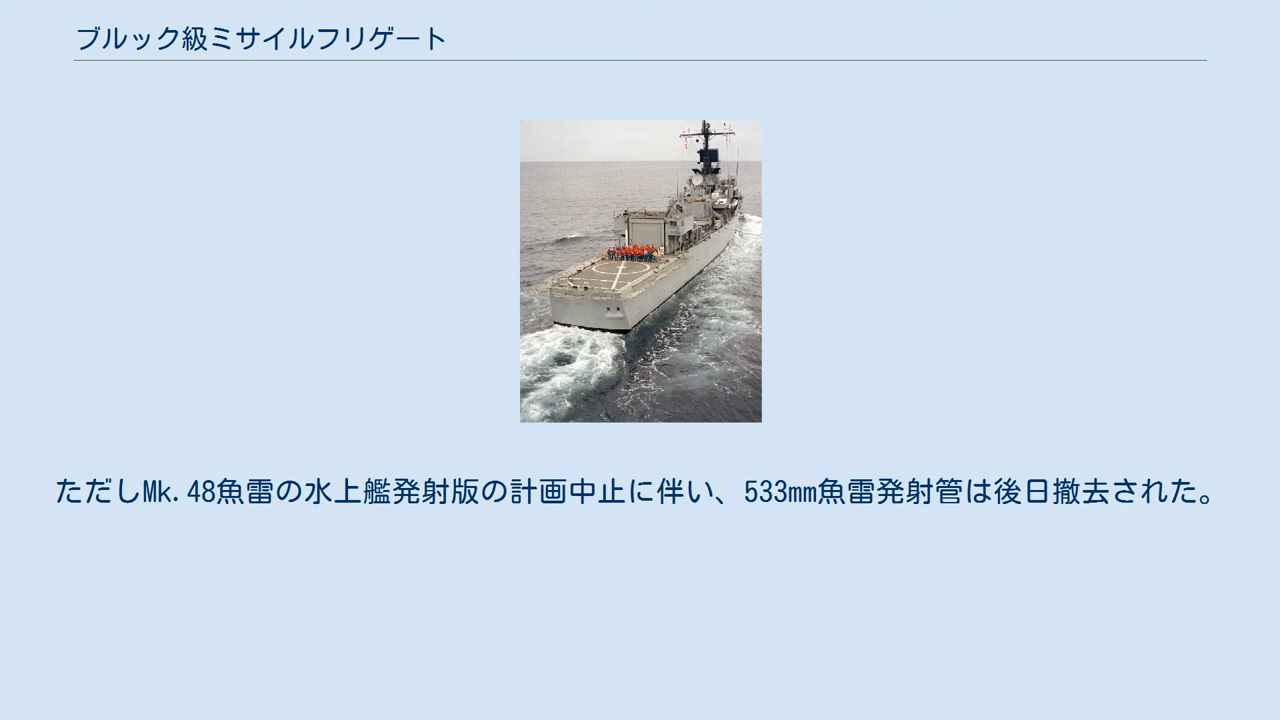 ブルック級ミサイルフリゲート
ただしMk.48魚雷の水上艦発射版の計画中止に伴い、533mm魚雷発射管は後日撤去された。